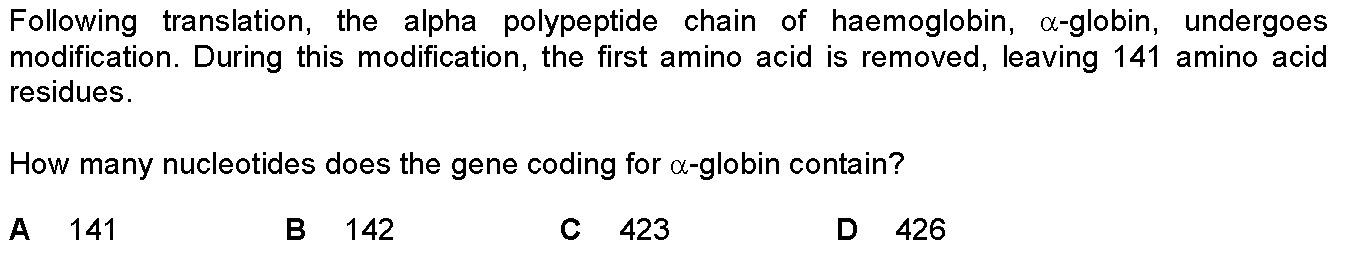 Following translation, the alpha polypeptide chain of haemoglobin, α-globin, undergoes
modification. During this modification, the first amino acid is removed, leaving 141 amino acid
residues.
How many nucleotides does the gene coding for α-globin contain?
A 141 B 142 C 423 D 426